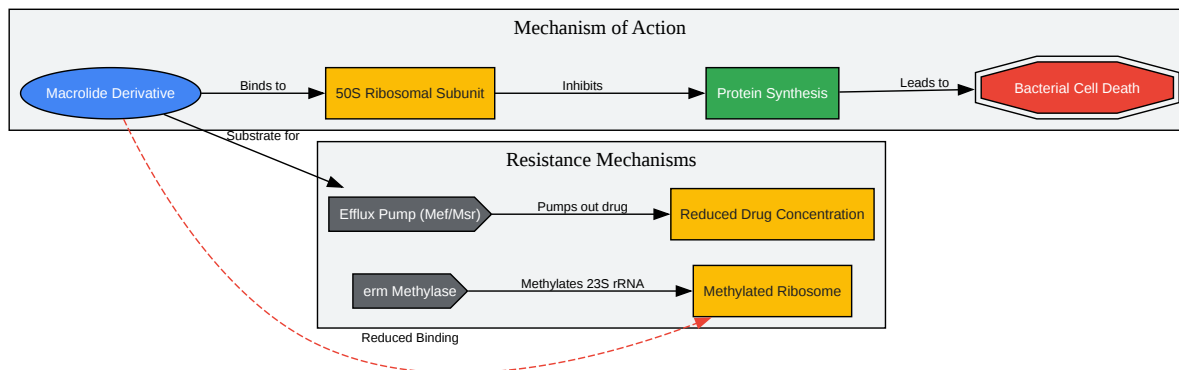 Mechanism of Action
Macrolide Derivative
Binds to
50S Ribosomal Subunit
Inhibits
Protein Synthesis
Leads to
Bacterial Cell Death
Substrate for
Resistance Mechanisms
Efflux Pump (Mef/Msr)
Pumps out drug
Reduced Drug Concentration
erm Methylase
Methylates 23S rRNA
Methylated Ribosome
Reduced Binding